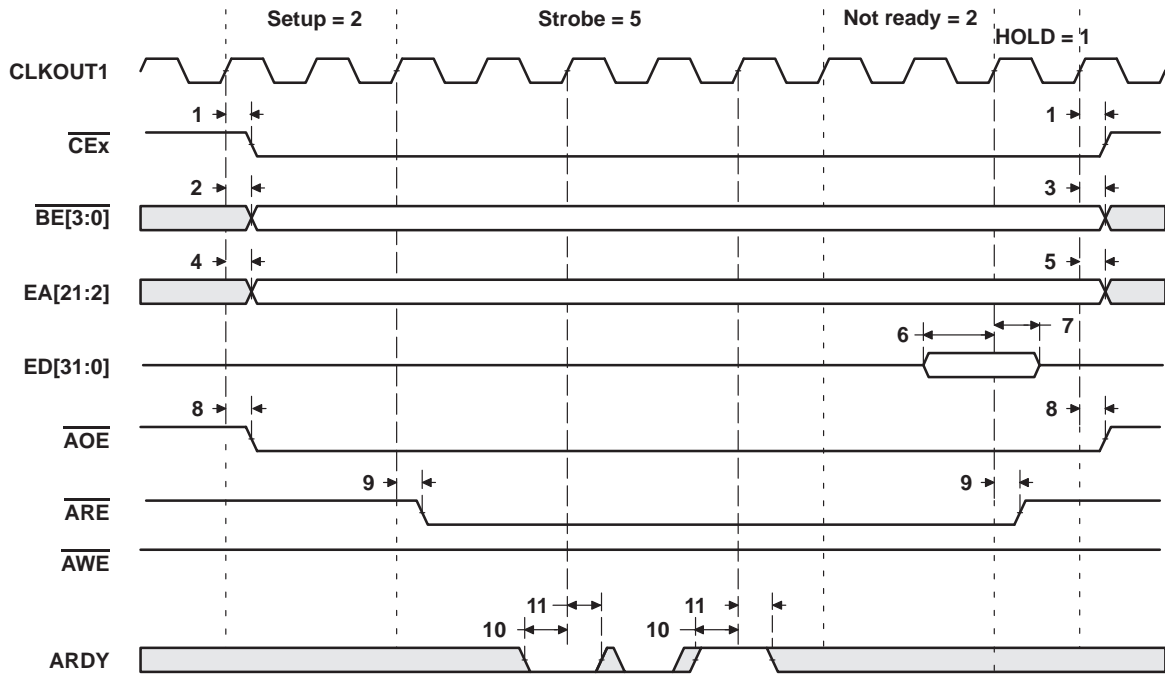 Setup = 2 Strobe = 5 Not ready = 2
HOLD = 1
CLKOUT1
1 1
CEx
2 3
BE[3:0]
4 5
EA[21:2]
6 7
ED[31:0]
8 8
AOE
9 9
ARE
AWE
11 11
10 10
ARDY